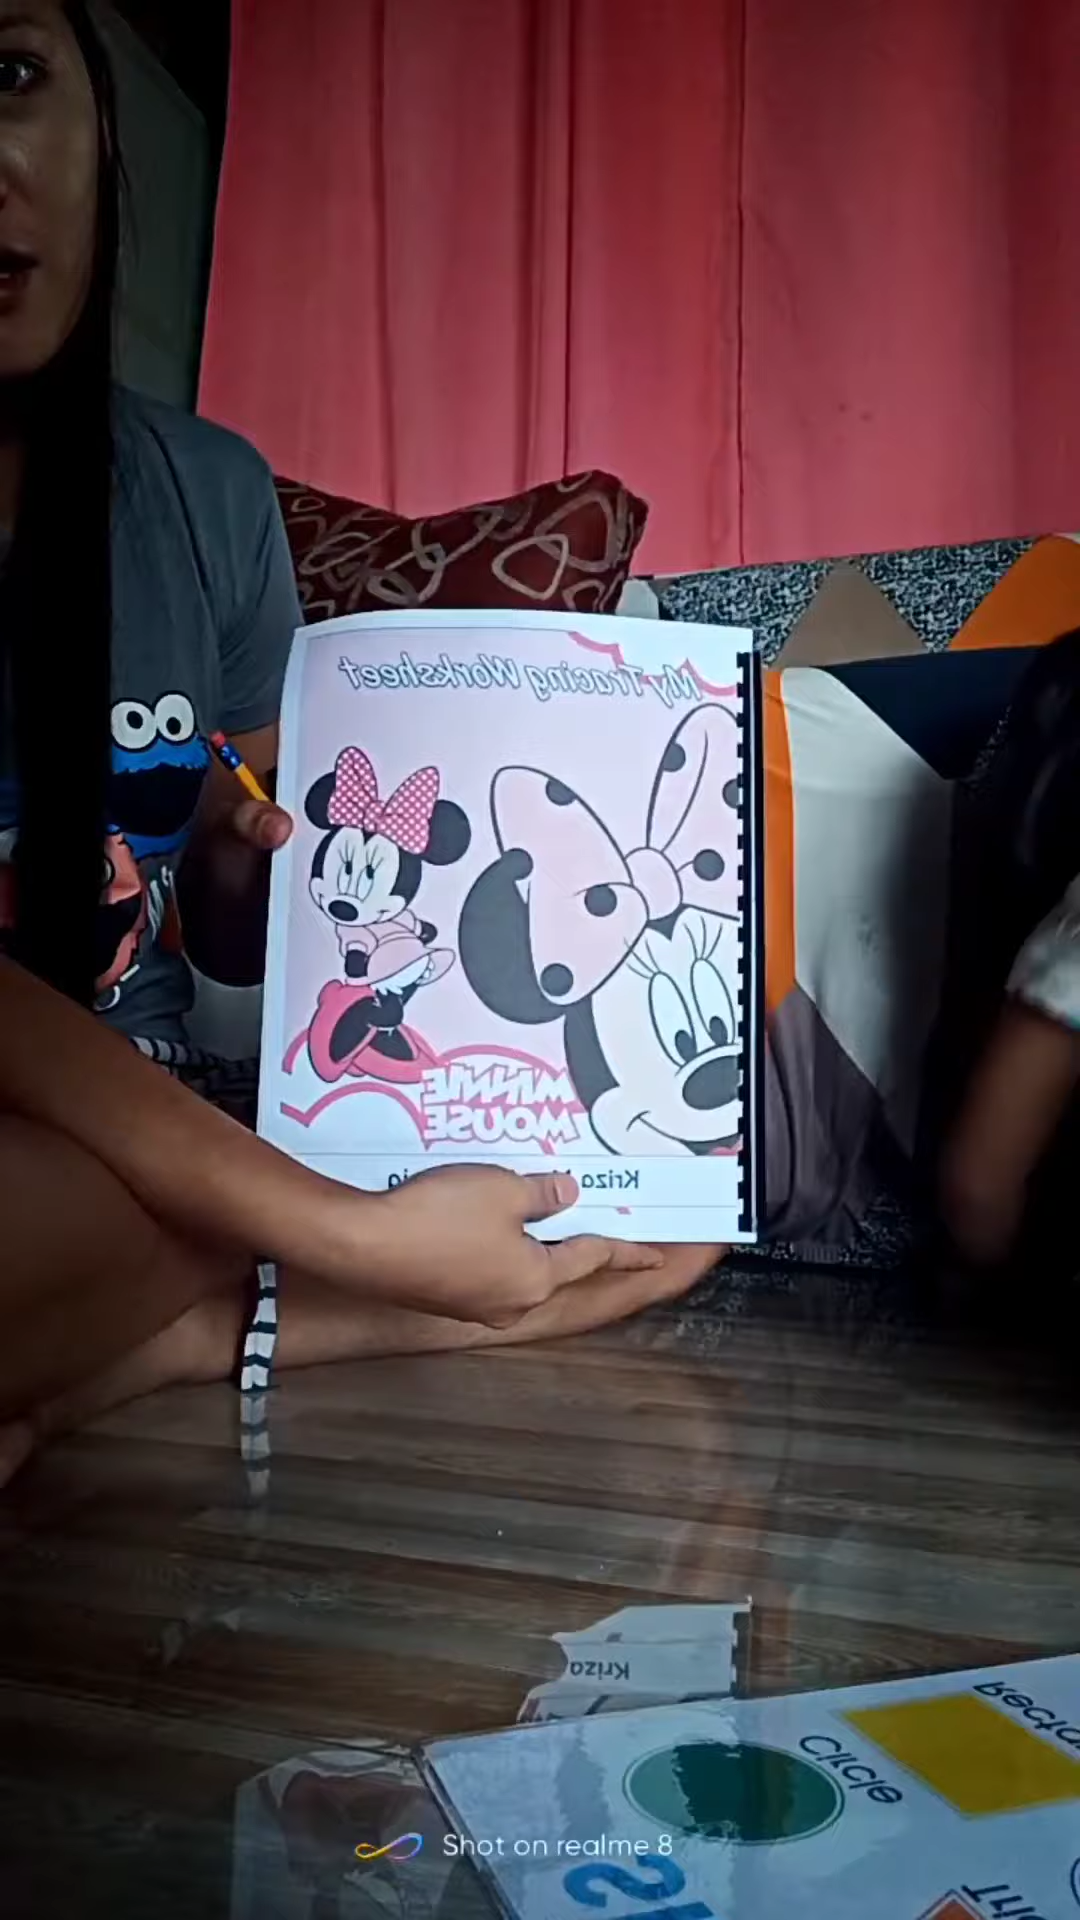 My Tracing Worksheet
MINNIE
MOUSE
Kriza
Kriza
Circle
Shot on realme 8